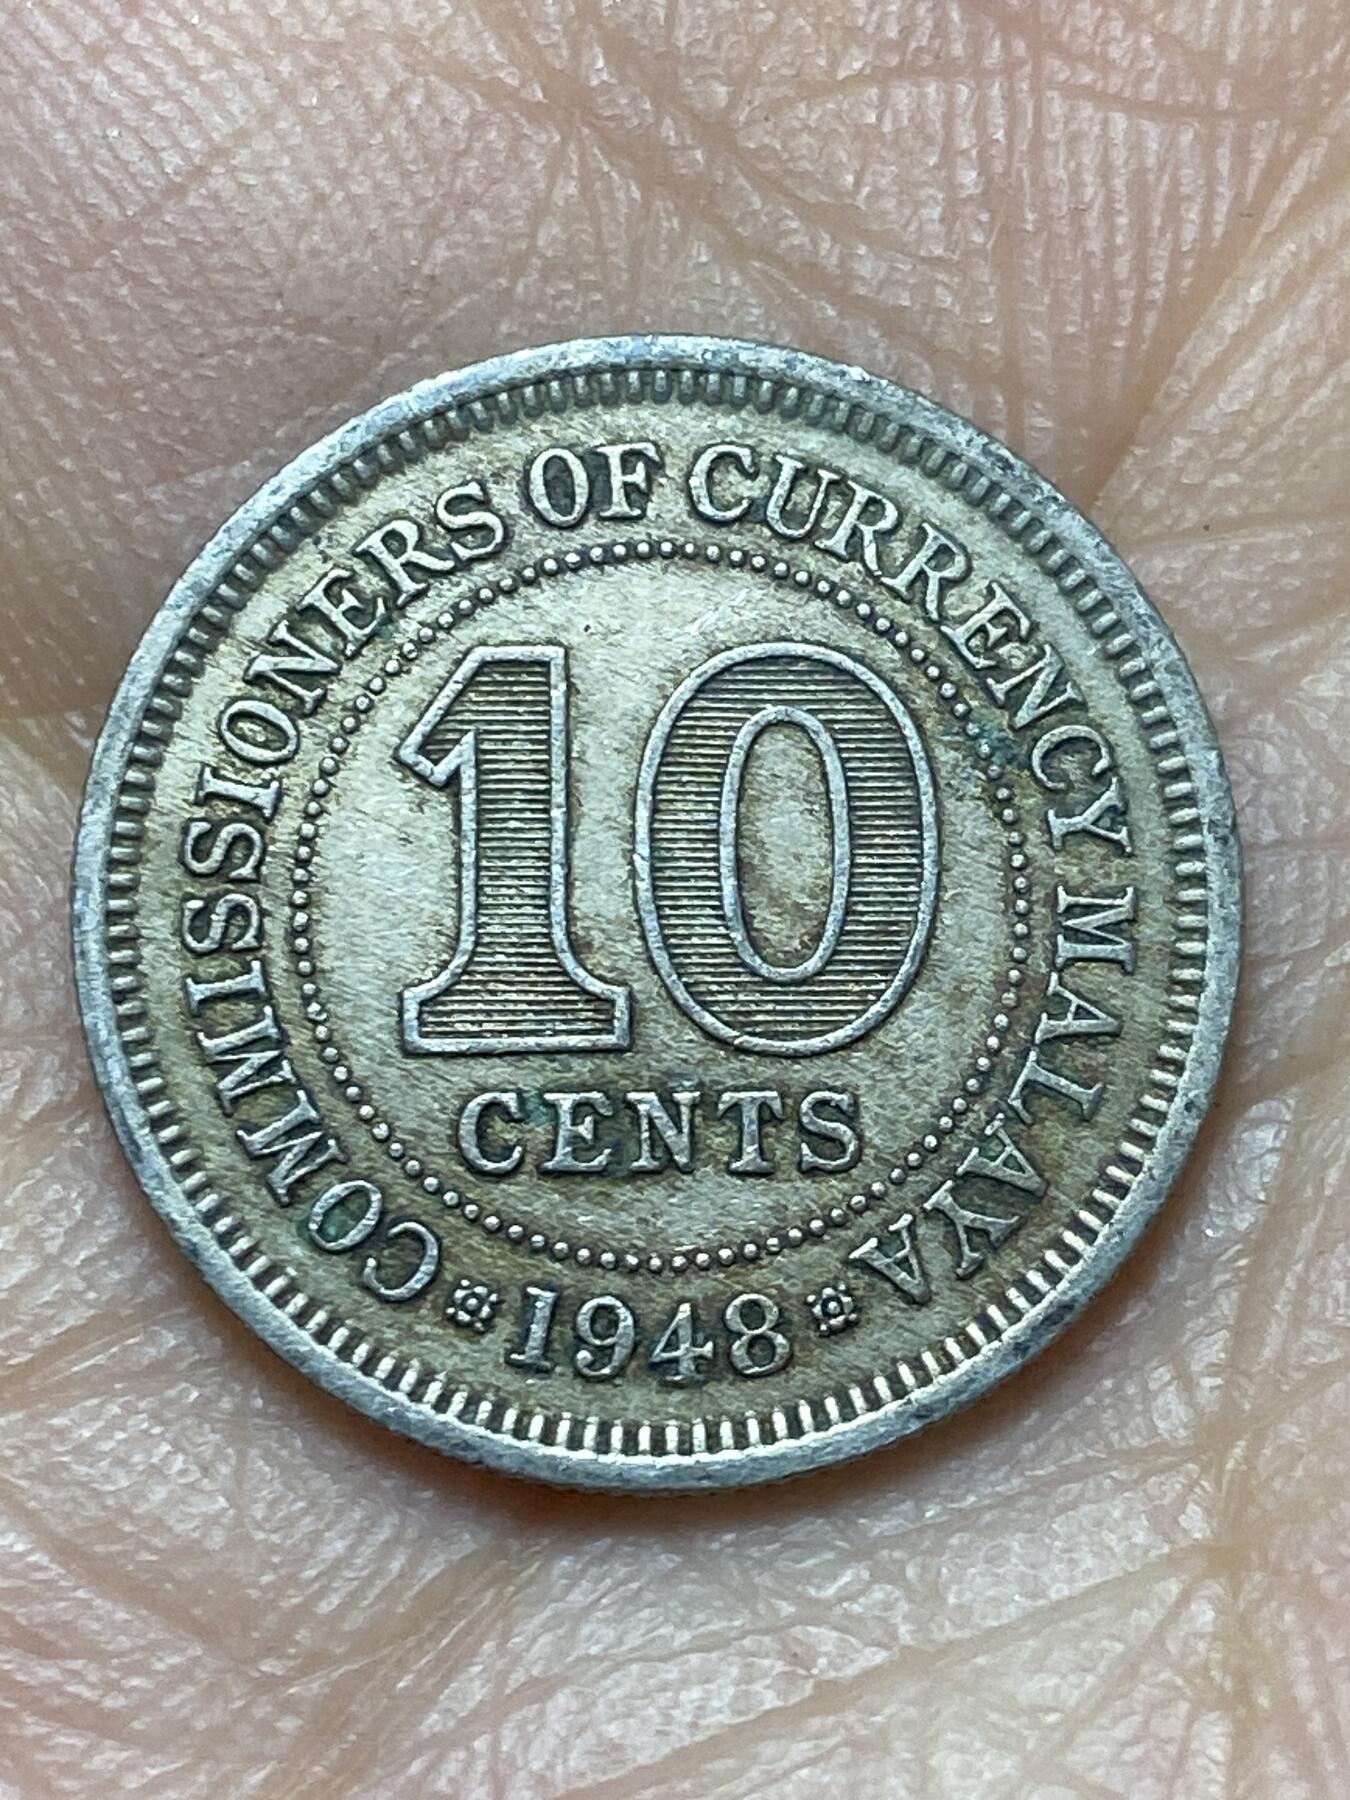 COMMISSIONERS OF CURRENCY MALAYA
10
CENTS
1948